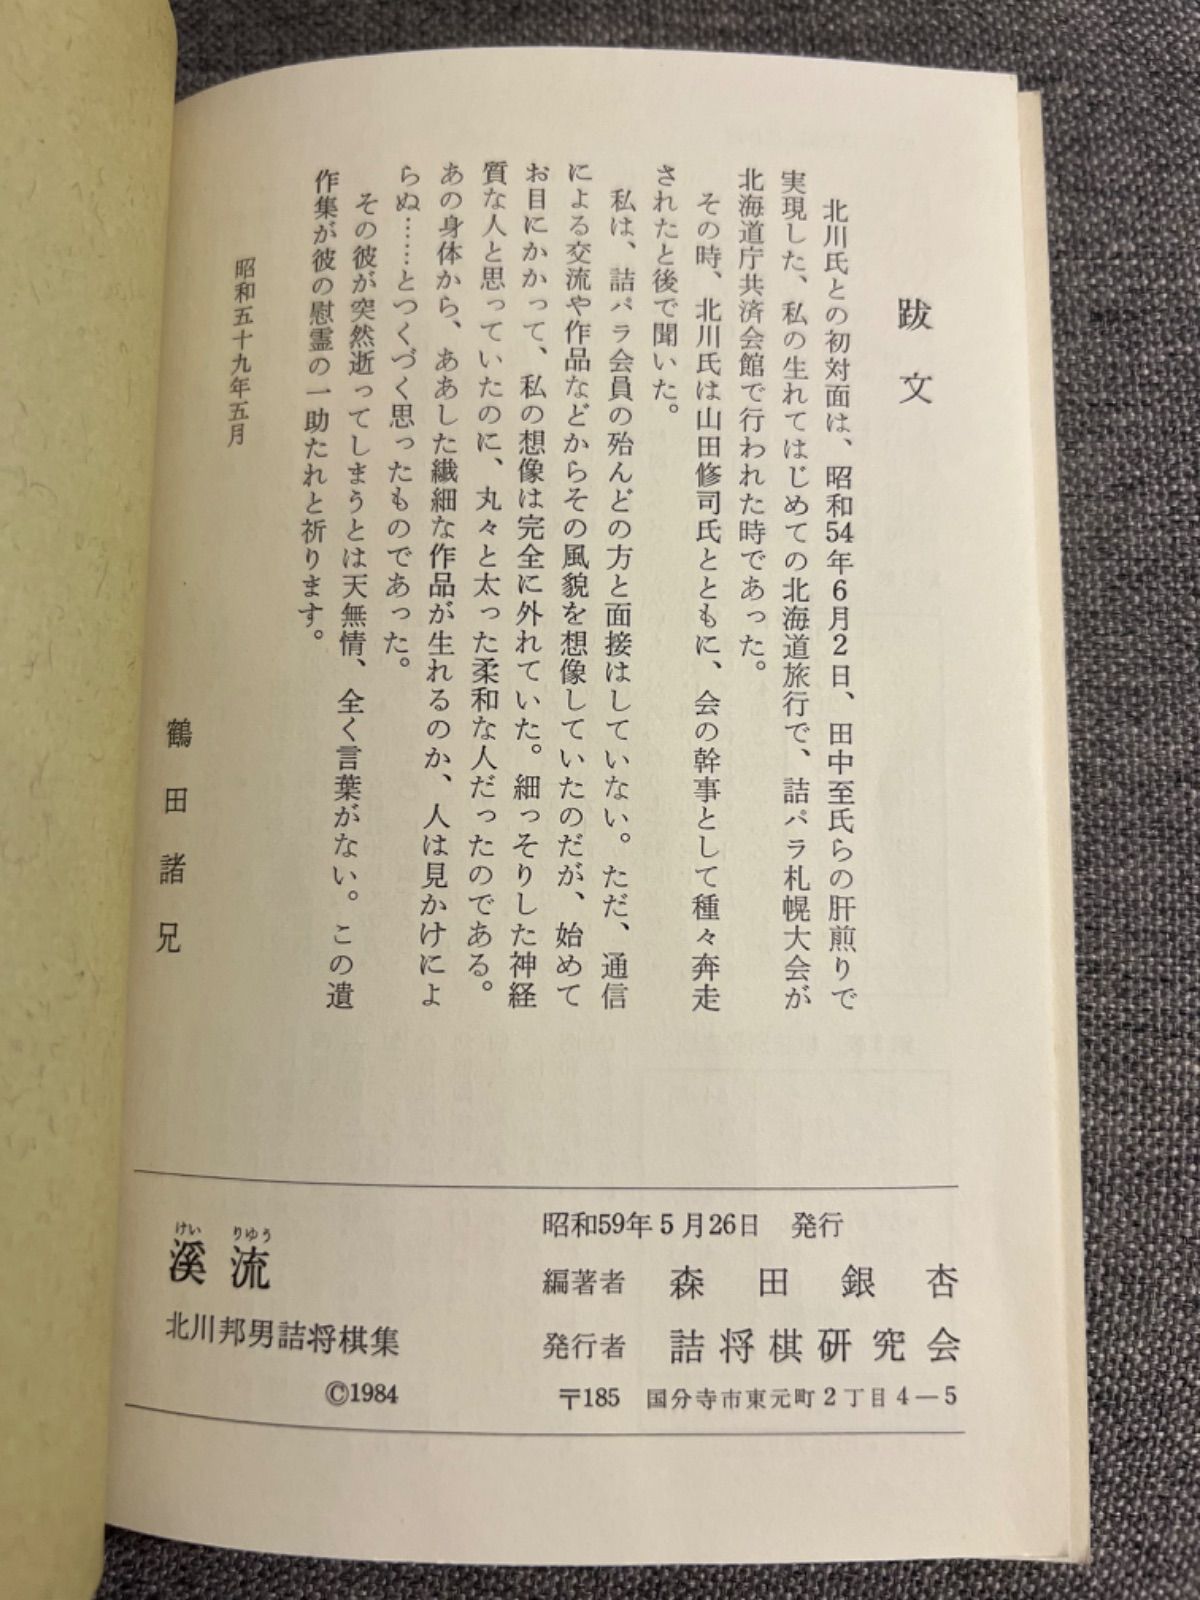 跋文
北川氏との初対面は、昭和54年6月2日、田中至氏らの肝煎りで
実現した、私の生れてはじめての北海道旅行で、詰パラ札幌大会が
北海道庁共済会館で行われた時であった。
その時、北川氏は山田修司氏とともに、会の幹事として種々奔走
されたと後で聞いた。
私は、詰パラ会員の殆んどの方と面接はしていない。ただ、通信
による交流や作品などからその風貌を想像していたのだが、始めて
お目にかかって、私の想像は完全に外れていた。細っそりした神経
質な人と思っていたのに、丸々と太った柔和な人だったのである。
あの身体から、ああした繊細な作品が生れるのか、人は見かけによ
らぬ……とつくづく思ったものであった。
その彼が突然逝ってしまうとは天無情、全く言葉がない。この遺
作集が彼の慰霊の一助たれと祈ります。
昭和五十九年五月
鶴田諸兄
けい りゆう
溪流
北川邦男詰将棋集
©1984
昭和59年5月26日 発行
編著者 森田銀杏
発行者 詰将棋研究会
〒185 国分寺市東元町2丁目4—5